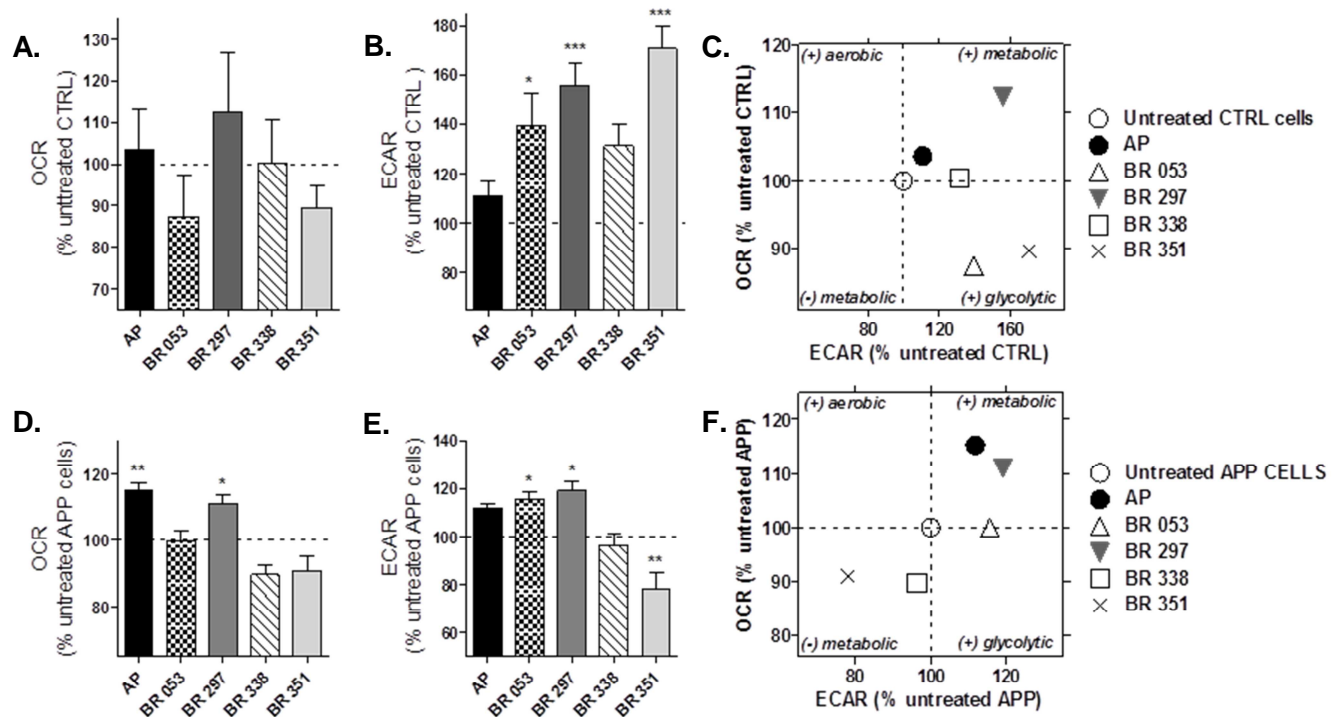 A.
OCR
(% unttreated CTRL)
130
120
110
100
90
80
70
AP
BR 053
BR 297
BR 338
BR 351
B.
ECAR
(% untreated CTRL )
180
160
140
120
100
80
*
***
***
AP
BR 053
BR 297
BR 338
BR 351
C.
OCR (% untreated CTRL)
120
110
100
90
(+) aerobic
(+) metabolic
(-) metabolic
(+) glycolytic
80
120
160
ECAR (% untreated CTRL)
Untreated CTRL cells
AP
BR 053
BR 297
BR 338
BR 351
D.
OCR
(% untreated APP cells)
120
100
80
**
*
AP
BR 053
BR 297
BR 338
BR 351
E.
ECAR
(% untreated APP cells)
140
120
100
80
60
*
*
**
AP
BR 053
BR 297
BR 338
BR 351
F.
OCR (% untreated APP)
120
110
100
90
80
(+) aerobic
(+) metabolic
(-) metabolic
(+) glycolytic
80
100
120
ECAR (% untreated APP)
Untreated APP CELLS
AP
BR 053
BR 297
BR 338
BR 351